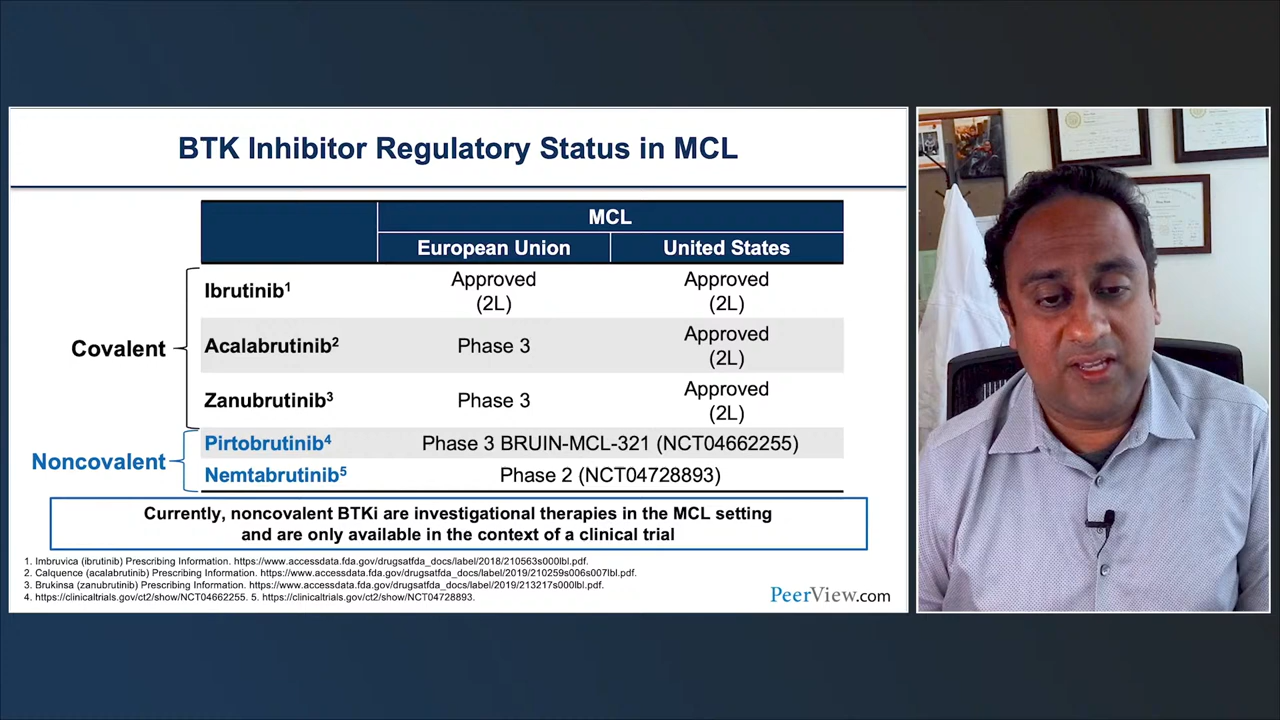 BTK Inhibitor Regulatory Status in MCL
MCL
European Union United States
Covalent
Ibrutinib1 Approved (2L) Approved (2L)
Acalabrutinib2 Phase 3 Approved (2L)
Zanubrutinib3 Phase 3 Approved (2L)
Noncovalent
Pirtobrutinib4 Phase 3 BRUIN-MCL-321 (NCT04662255)
Nemtabrutinib5 Phase 2 (NCT04728893)
Currently, noncovalent BTKi are investigational therapies in the MCL setting
and are only available in the context of a clinical trial
1. Imbruvica (ibrutinib) Prescribing Information. https://www.accessdata.fda.gov/drugsatfda_docs/label/2018/210563s000lbl.pdf.
2. Calquence (acalabrutinib) Prescribing Information. https://www.accessdata.fda.gov/drugsatfda_docs/label/2019/210259s006s007lbl.pdf.
3. Brukinsa (zanubrutinib) Prescribing Information. https://www.accessdata.fda.gov/drugsatfda_docs/label/2019/213217s000lbl.pdf.
4. https://clinicaltrials.gov/ct2/show/NCT04662255. 5. https://clinicaltrials.gov/ct2/show/NCT04728893.
PeerView.com